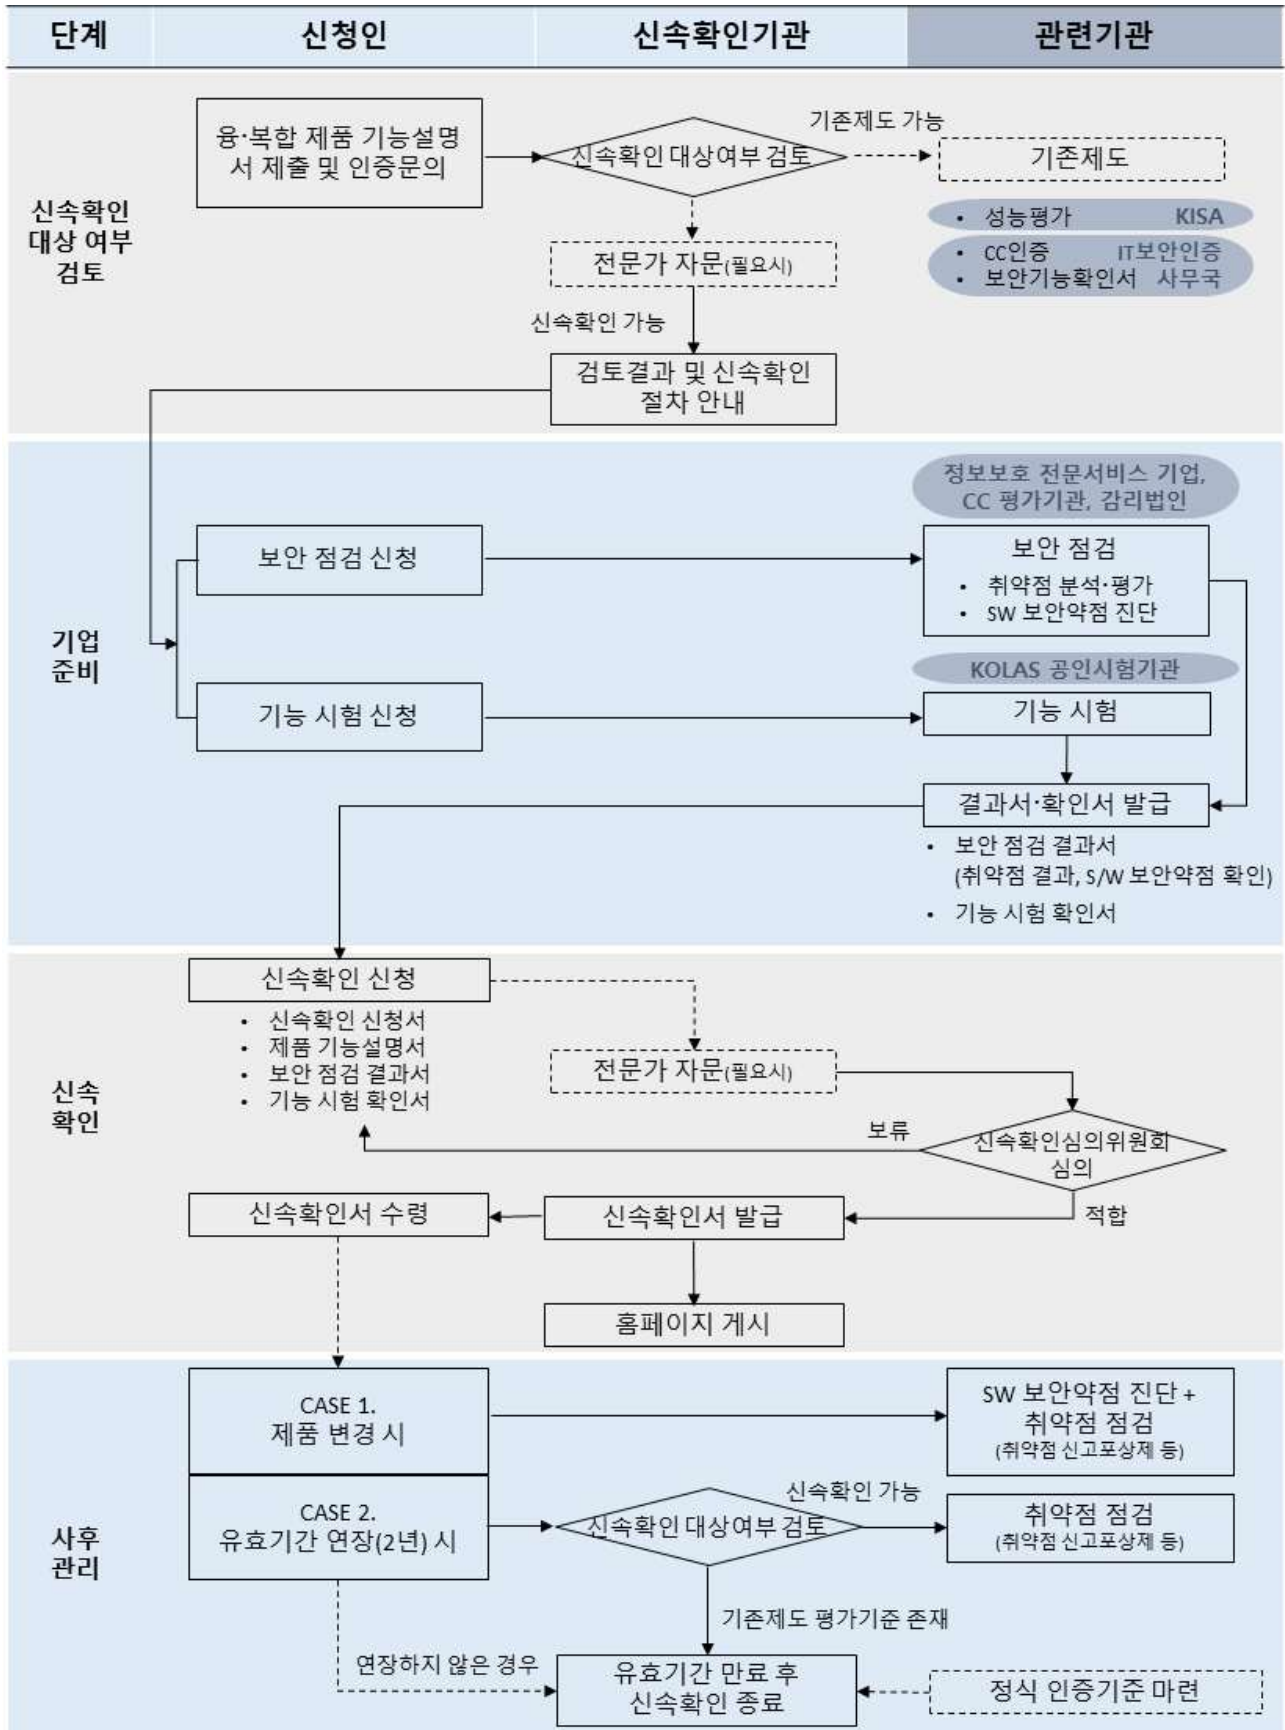 단계 신청인 신속확인기관 관련기관
신속확인
대상 여부
검토
융·복합 제품 기능설명
서 제출 및 인증문의
신속확인 대상여부 검토
기존제도 가능
기존제도
• 성능평가 KISA
• CC인증 IT보안인증
• 보안기능확인서 사무국
전문가 자문(필요시)
신속확인 가능
검토결과 및 신속확인
절차 안내
기업
준비
정보보호 전문서비스 기업,
CC 평가기관, 감리법인
보안 점검 신청
보안 점검
• 취약점 분석·평가
• SW 보안약점 진단
KOLAS 공인시험기관
기능 시험 신청
기능 시험
결과서·확인서 발급
• 보안 점검 결과서
(취약점 결과, S/W 보안약점 확인)
• 기능 시험 확인서
신속
확인
신속확인 신청
• 신속확인 신청서
• 제품 기능설명서
• 보안 점검 결과서
• 기능 시험 확인서
전문가 자문(필요시)
보류
신속확인심의위원회
심의
적합
신속확인서 수령
신속확인서 발급
홈페이지 게시
사후
관리
CASE 1.
제품 변경 시
SW 보안약점 진단 +
취약점 점검
(취약점 신고포상제 등)
CASE 2.
유효기간 연장(2년) 시
신속확인 대상여부 검토
신속확인 가능
취약점 점검
(취약점 신고포상제 등)
기존제도 평가기준 존재
연장하지 않은 경우
유효기간 만료 후
신속확인 종료
정식 인증기준 마련